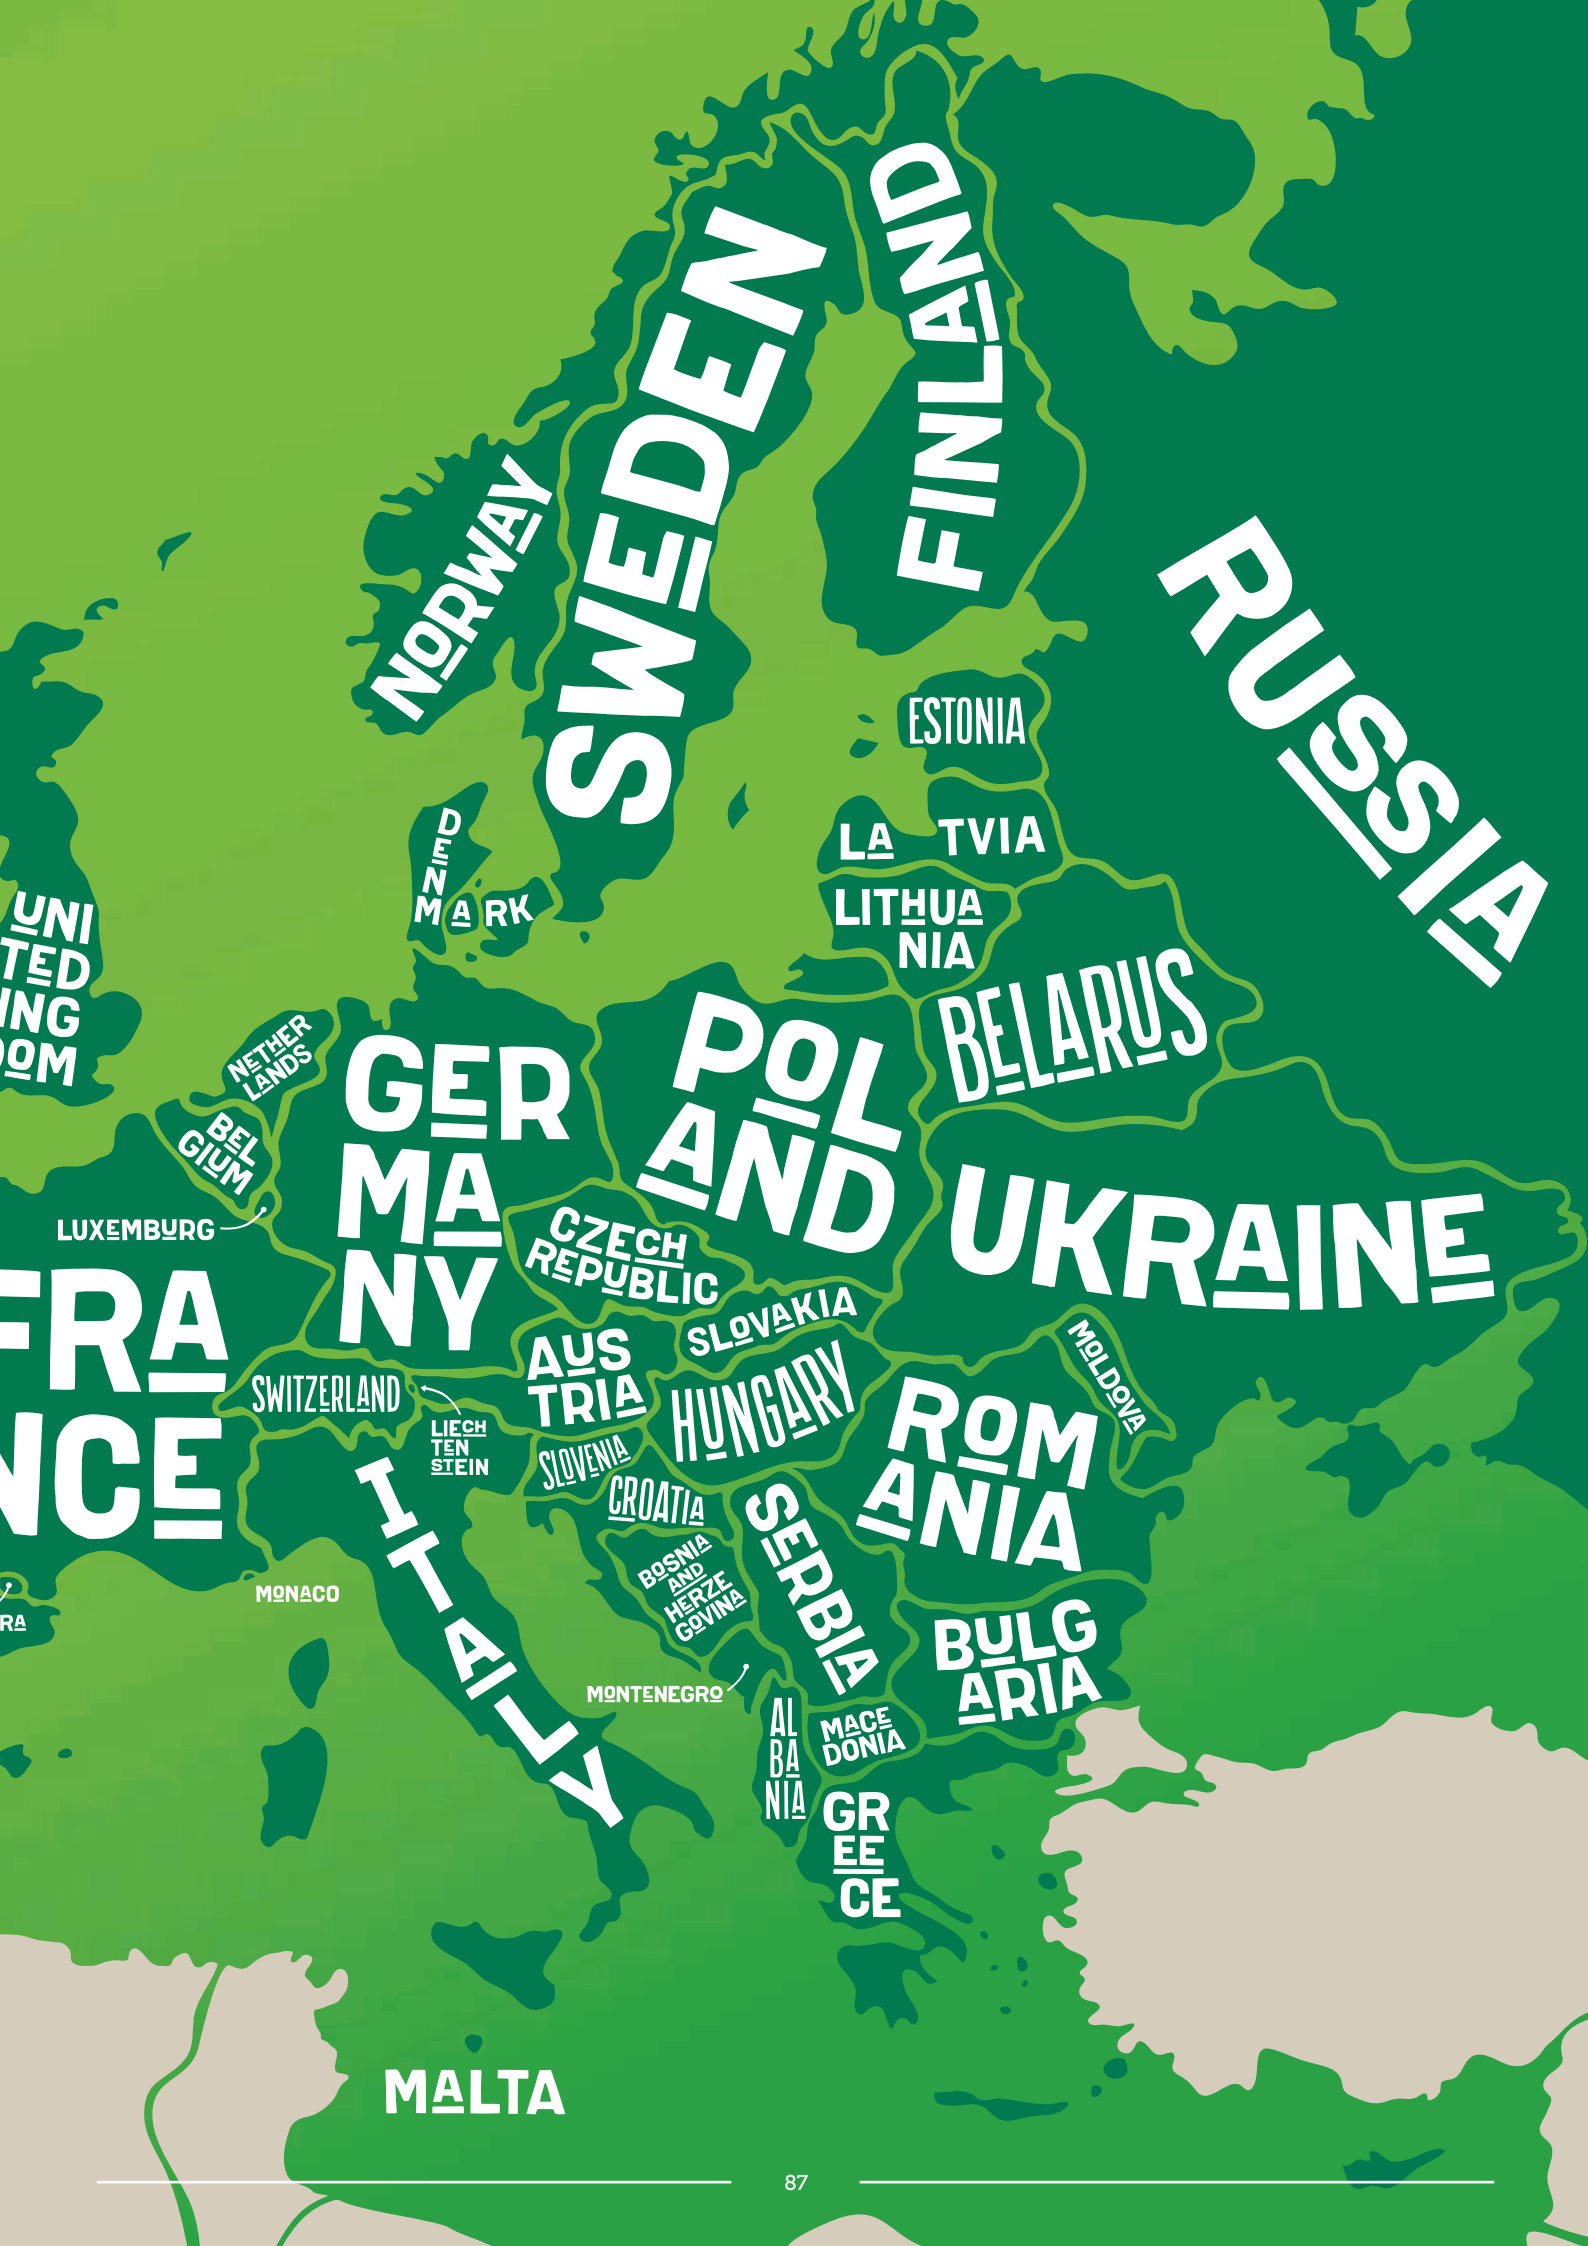 FINLAND
SWEDEN
NORWAY
RUSSIA
ESTONIA
LA TVIA
LITHUA
NIA
D
E
N
M A RK
UNI
TED
ING
DOM
BELARUS
NETHER
LANDS
GER
MA
NY
POL
AND
BEL
GIUM
LUXEMBURG
UKRAINE
CZECH
REPUBLIC
SLOVAKIA
FRA
NCE
AUS
TRIA
SWITZERLAND
LIECH
TEN
STEIN
HUNGARY
MOLDOVA
ROM
ANIA
SLOVENIA
CROATIA
ITALY
SERBIA
BOSNIA
AND
HERZE
GOVINA
MONACO
RA
BULG
ARIA
MONTENEGRO
AL
BA
NIA
MACE
DONIA
GR
EE
CE
MALTA
87